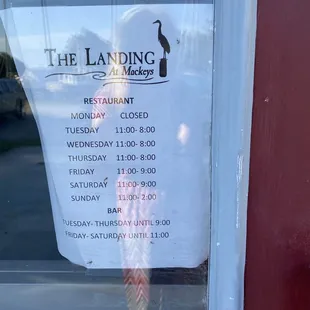 THE LANDING
At Mackeys
RESTAURANT
MONDAY CLOSED
TUESDAY 11:00- 8:00
WEDNESDAY 11:00- 8:00
THURSDAY 11:00- 8:00
FRIDAY 11:00- 9:00
SATURDAY 11:00- 9:00
SUNDAY 11:00- 2:00
BAR:
TUESDAY- THURSDAY UNTIL 9:00
FRIDAY- SATURDAY UNTIL 11:00